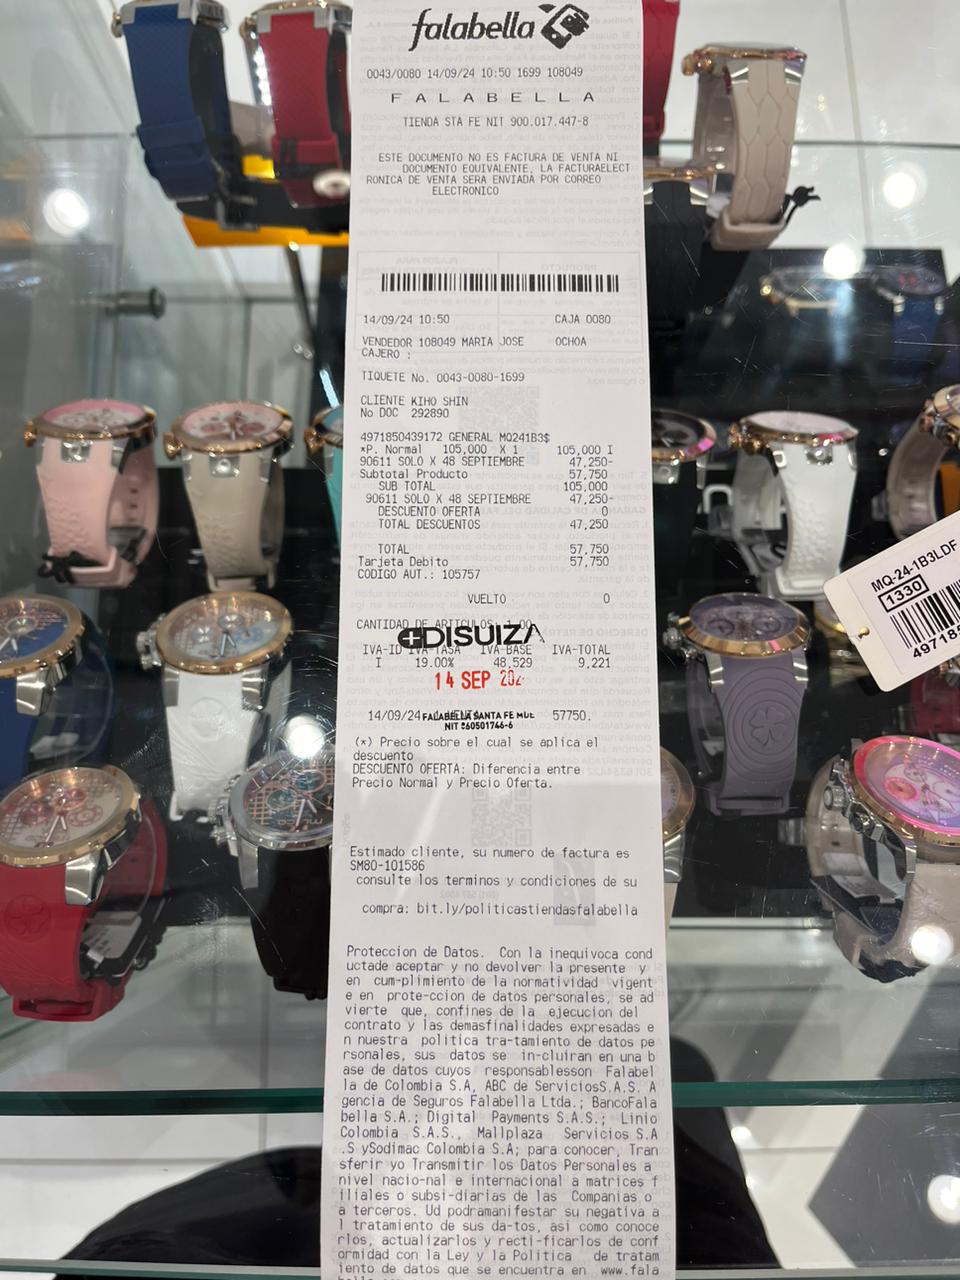 falabella
0043/0080 14/09/24 10:50 1699 108049
FALABELLA
TIENDA STA FE NIT 900.017.447-8
ESTE DOCUMENTO NO ES FACTURA DE VENTA NI
DOCUMENTO EQUIVALENTE, LA FACTURAELECT
RONICA DE VENTA SERA ENVIADA POR CORREO
ELECTRONICO
14/09/24 10:50 CAJA 0080
VENDEDOR 108049 MARIA JOSE OCHOA
CAJERO :
TIQUETE No. 0043-0080-1699
CLIENTE KIHO SHIN
No DOC 292890
4971850439172 GENERAL MQ241B3$
*P. Normal 105,000 X 1 105,000 I
90611 SOLO X 48 SEPTIEMBRE 47,250-
Subtotal Producto 57,750
SUB TOTAL 105,000
90611 SOLO X 48 SEPTIEMBRE 47,250-
DESCUENTO OFERTA 0
TOTAL DESCUENTOS 47,250
TOTAL 57,750
Tarjeta Debito 57,750
CODIGO AUT.: 105757
VUELTO 0
CANTIDAD DE ARTICULOS:
DISUIZA
IVA-ID IVA-TASA IVA-BASE IVA-TOTAL
I 19.00% 48,529 9,221
14 SEP
14/09/24 FALABELLA SANTA FE 57750.
NIT 860501746-6
(*) Precio sobre el cual se aplica el
descuento
DESCUENTO OFERTA: Diferencia entre
Precio Normal y Precio Oferta.
Estimado cliente, su numero de factura es
SM80-101586
consulte los terminos y condiciones de su
compra: bit.ly/politicastiendasfalabella
Proteccion de Datos. Con la inequivoca cond
uctade aceptar y no devolver la presente y
en cum-plimiento de la normatividad vigent
e en prote-ccion de datos personales, se ad
vierte que, confines de la ejecucion del
contrato y las demasfinalidades expresadas e
n nuestra politica tra-tamiento de datos pe
rsonales, sus datos se in-cluiran en una b
ase de datos cuyos responsablesson Falabel
la de Colombia S.A, ABC de ServiciosS.A.S. A
gencia de Seguros Falabella Ltda.; BancoFala
bella S.A.; Digital Payments S.A.S.; Linio
Colombia S.A.S., Mallplaza Servicios S.A
.S ySodimac Colombia S.A; para conocer, Tran
sferir yo Transmitir los Datos Personales a
nivel nacio-nal e internacional a matrices f
iliales o subsi-diarias de las Companias o
a terceros. Ud podramanifestar su negativa a
l tratamiento de sus da-tos, asi como conoce
rlos, actualizarlos y recti-ficarlos de conf
ormidad con la Ley y la Politica de tratam
iento de datos que se encuentra en www.fala
MQ-24-1B3LDF
1330